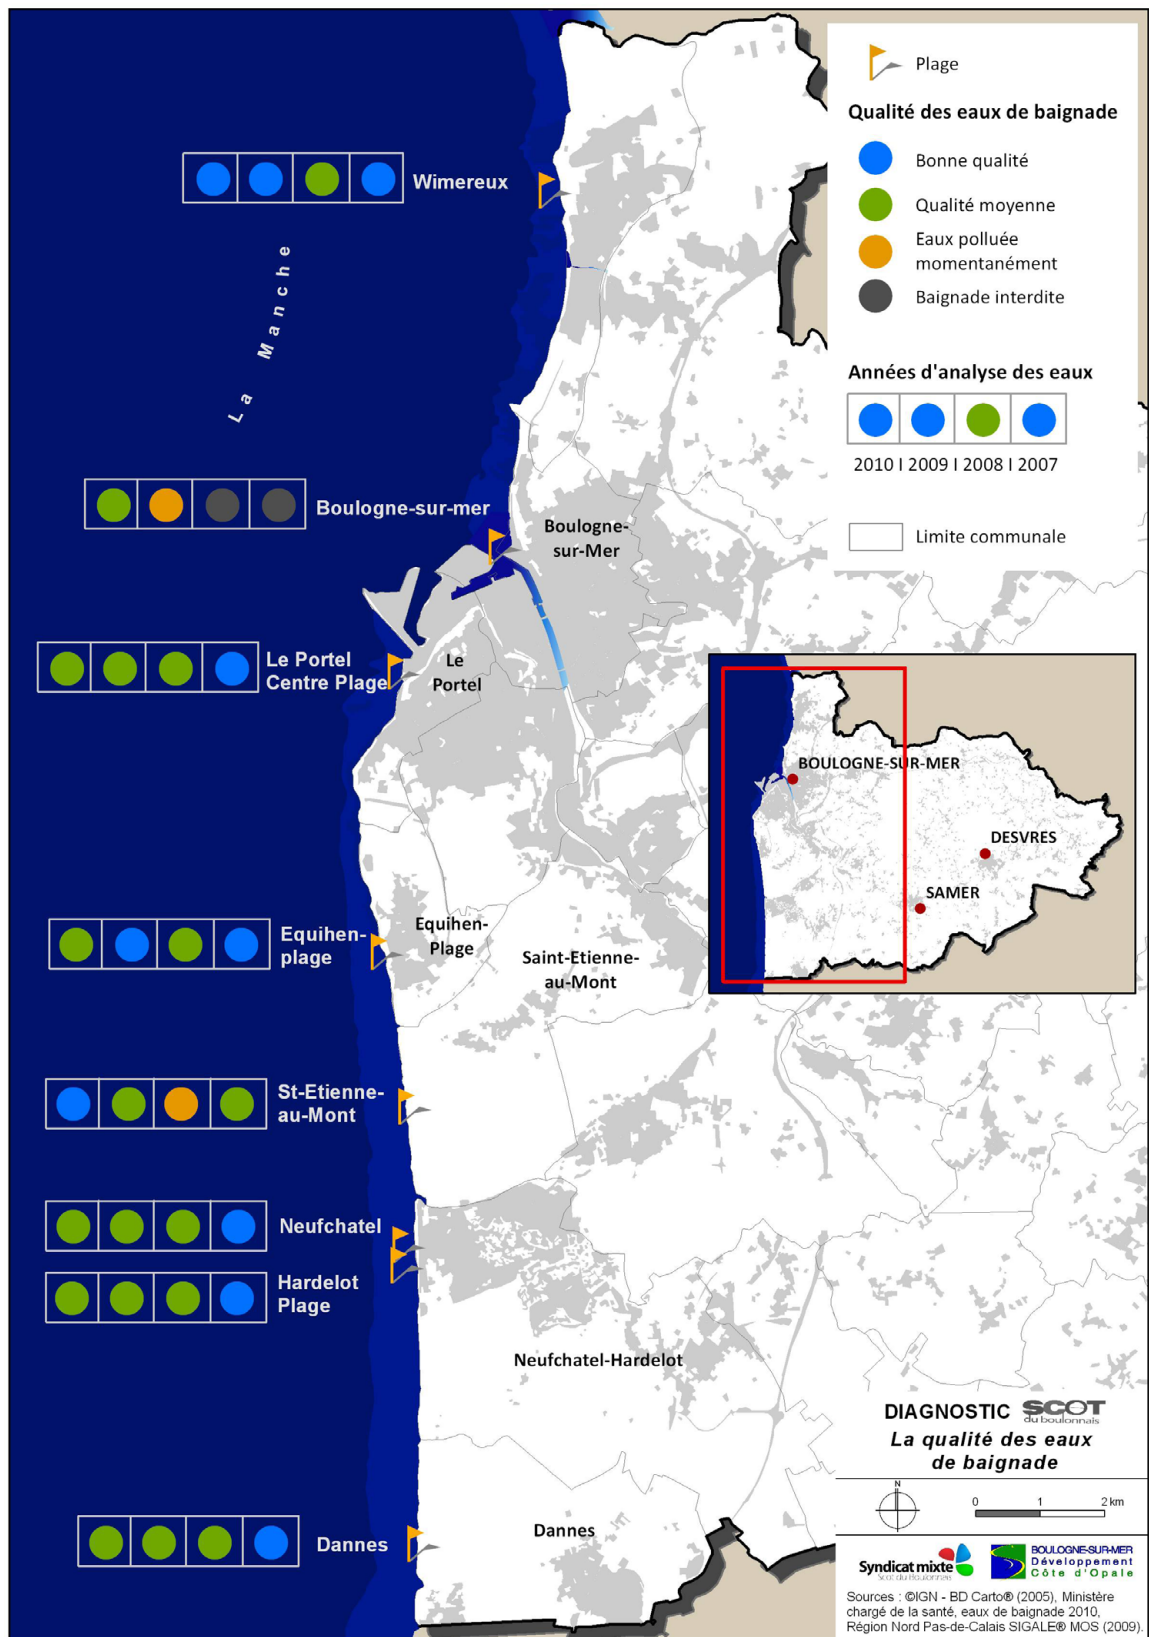 Plage
Qualité des eaux de baignade
Bonne qualité
Qualité moyenne
Eaux polluée
momentanément
Baignade interdite
Années d'analyse des eaux
2010 I 2009 I 2008 I 2007
Limite communale
Wimereux
La Manche
Boulogne-sur-mer
Boulogne-
sur-Mer
Le Portel
Centre Plage
Le
Portel
BOULOGNE-SUR-MER
DESVRES
SAMER
Equihen-
plage
Equihen-
Plage
Saint-Etienne-
au-Mont
St-Etienne-
au-Mont
Neufchatel
Hardelot
Plage
Neufchatel-Hardelot
Dannes
Dannes
DIAGNOSTIC SCOT
du boulonnais
La qualité des eaux
de baignade
N
0 1 2 km
Syndicat mixte
Scot du Boulonnais
BOULOGNE-SUR-MER
Développement
Côte d'Opale
Sources : ©IGN - BD Carto® (2005), Ministère
chargé de la santé, eaux de baignade 2010,
Région Nord Pas-de-Calais SIGALE® MOS (2009).